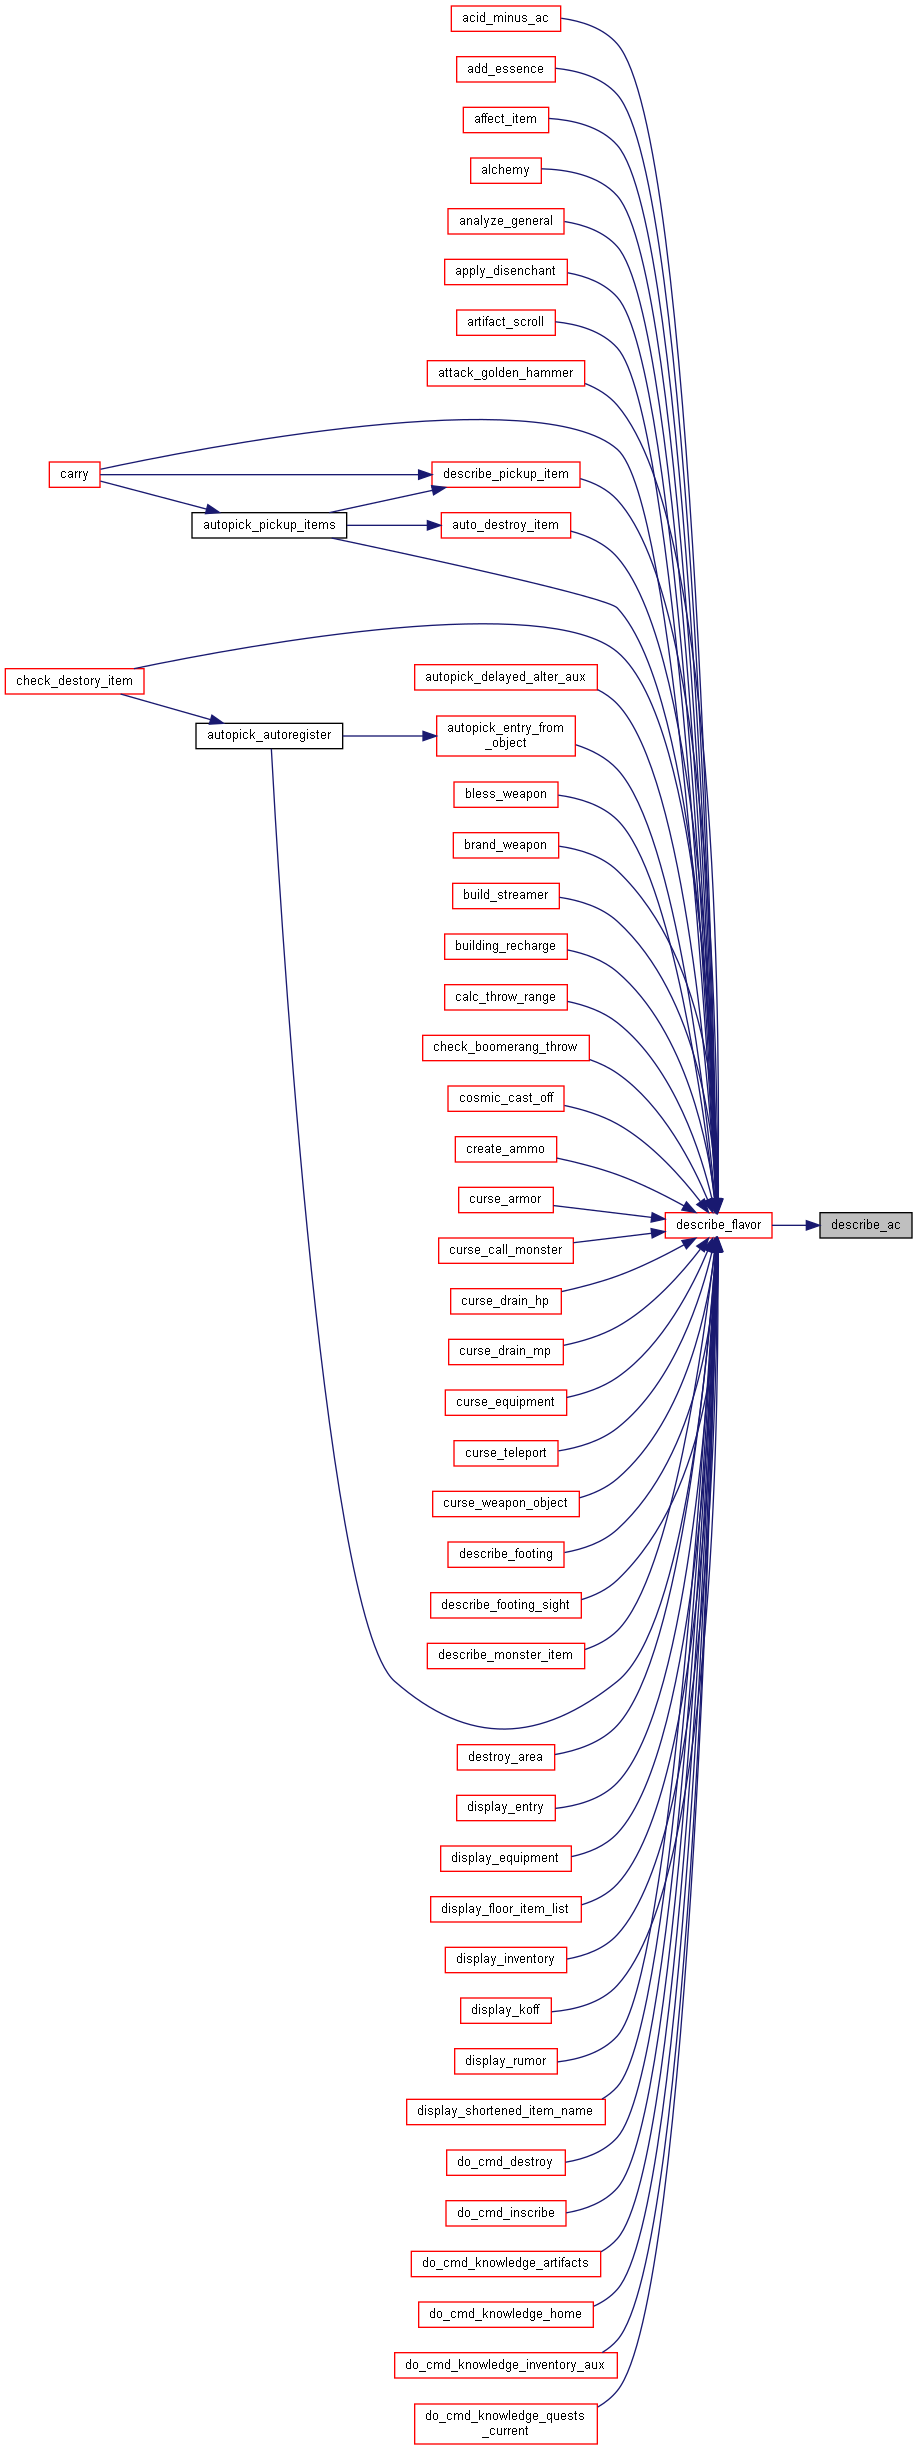 acid_minus_ac
add_essence
affect_item
alchemy
analyze_general
apply_disenchant
artifact_scroll
attack_golden_hammer
carry
describe_pickup_item
autopick_pickup_items
auto_destroy_item
check_destory_item
autopick_delayed_alter_aux
autopick_autoregister
autopick_entry_from
_object
bless_weapon
brand_weapon
build_streamer
building_recharge
calc_throw_range
check_boomerang_throw
cosmic_cast_off
create_ammo
curse_armor
describe_flavor
describe_ac
curse_call_monster
curse_drain_hp
curse_drain_mp
curse_equipment
curse_teleport
curse_weapon_object
describe_footing
describe_footing_sight
describe_monster_item
destroy_area
display_entry
display_equipment
display_floor_item_list
display_inventory
display_koff
display_rumor
display_shortened_item_name
do_cmd_destroy
do_cmd_inscribe
do_cmd_knowledge_artifacts
do_cmd_knowledge_home
do_cmd_knowledge_inventory_aux
do_cmd_knowledge_quests
_current